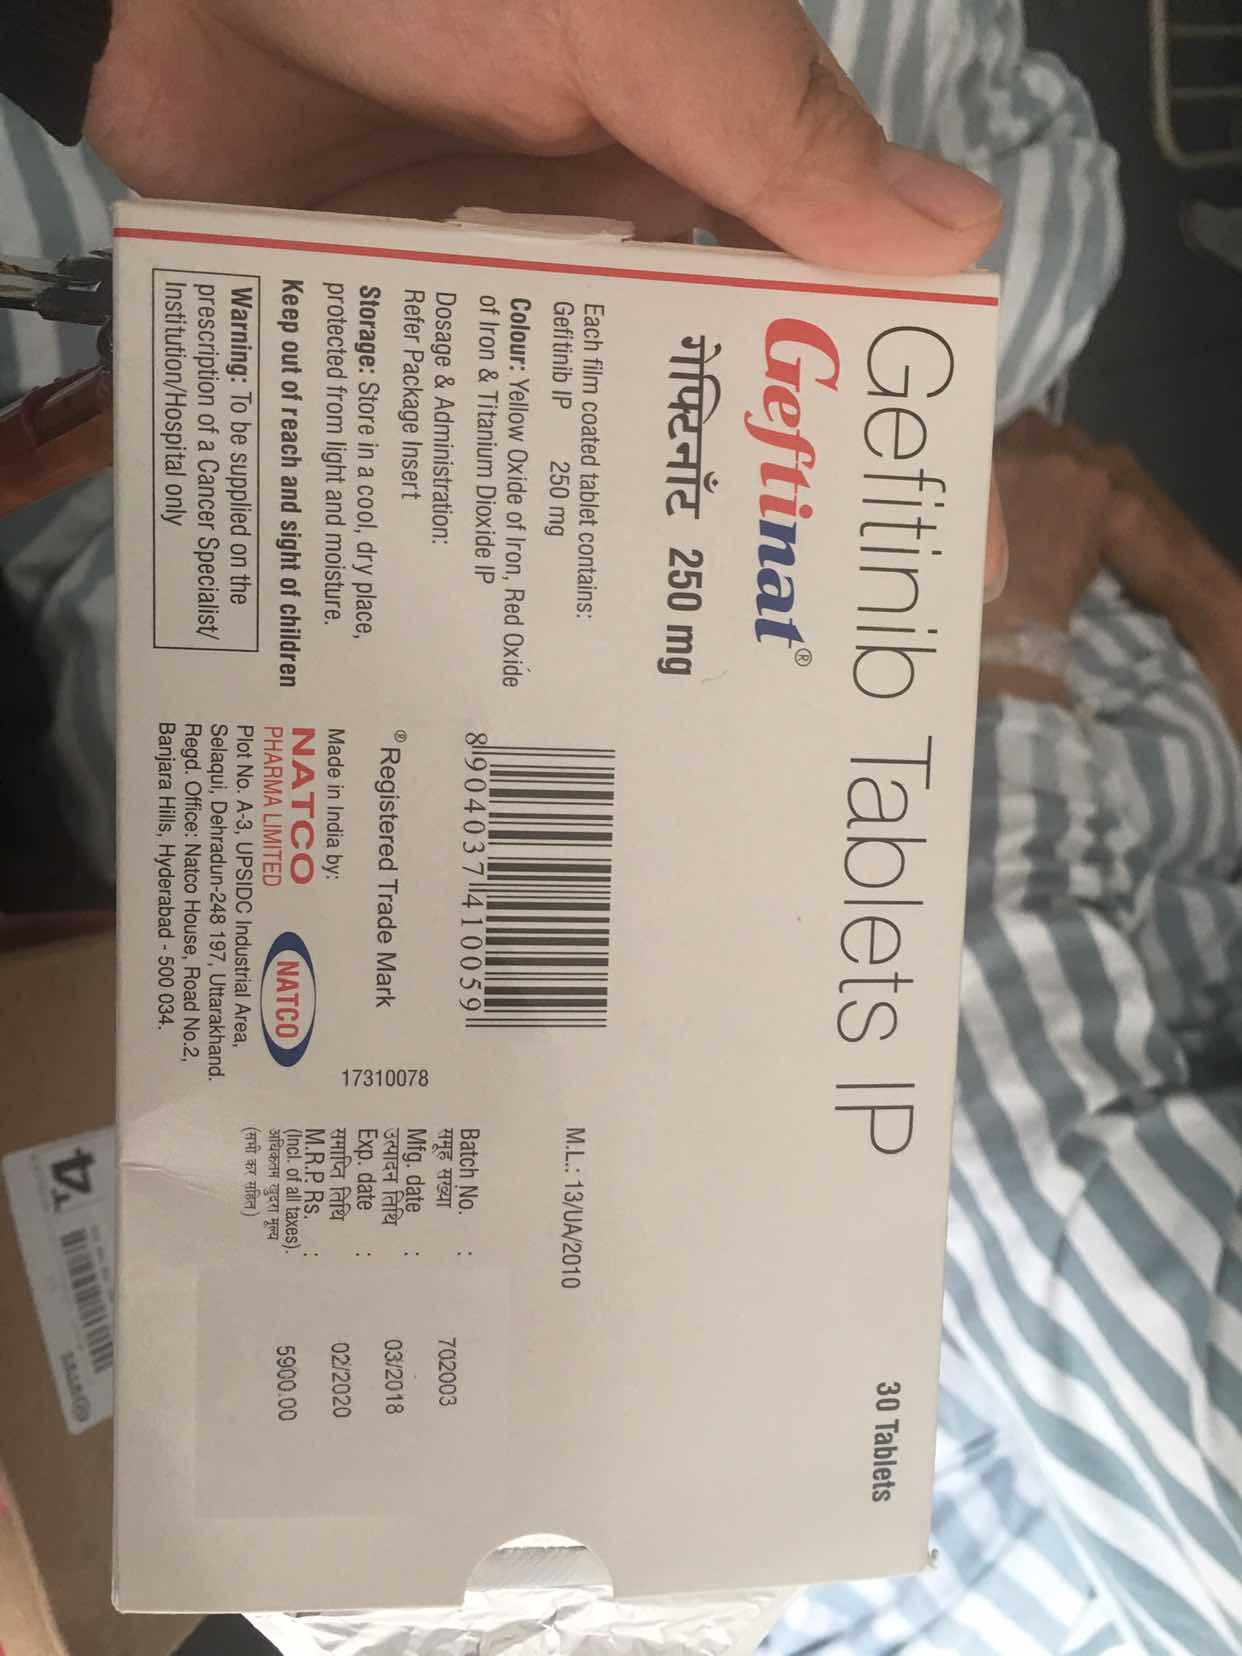 Gefitinib Tablets IP
30 Tablets
Geftinat®
गेफ्टिनॉट 250 mg
Each film coated tablet contains:
Gefitinib IP 250 mg
Colour: Yellow Oxide of Iron, Red Oxide
of Iron & Titanium Dioxide IP
Dosage & Administration:
Refer Package Insert
Storage: Store in a cool, dry place,
protected from light and moisture.
Keep out of reach and sight of children
Warning: To be supplied on the
prescription of a Cancer Specialist/
Institution/Hospital only
8 904037 410059
® Registered Trade Mark
Made in India by:
NATCO
PHARMA LIMITED
NATCO
Plot No. A-3, UPSIDC Industrial Area,
Selaqui, Dehradun-248 197, Uttarakhand.
Regd. Office: Natco House, Road No.2,
Banjara Hills, Hyderabad - 500 034.
17310078
M.L.: 13/UA/2010
Batch No. : 702003
समूह संख्या
Mfg. date : 03/2018
उत्पादन तिथि
Exp. date : 02/2020
समाप्ति तिथि
M.R.P. Rs. : 5900.00
(Incl. of all taxes).
अधिकतम खुदरा मूल्य
(सभी कर सहित)